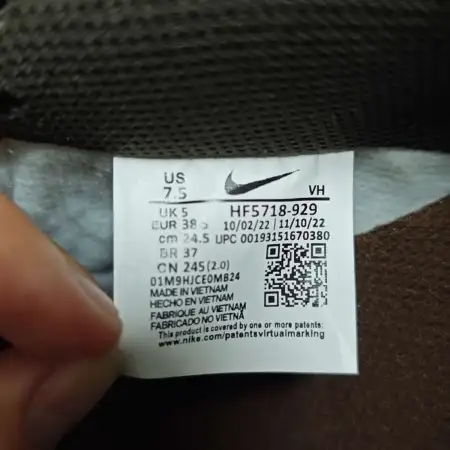 US
7.5
VH
UK 5
HF5718-929
EUR 38.5
10/02/22 | 11/10/22
cm 24.5
UPC 00193151670380
BR 37
CN 245(2.0)
01M9HJCE0MB24
MADE IN VIETNAM
HECHO EN VIETNAM
FABRIQUE AU VIETNAM
FABRICADO NO VIETNÃ
This product is covered by one or more patents:
www.nike.com/patentsvirtualmarking